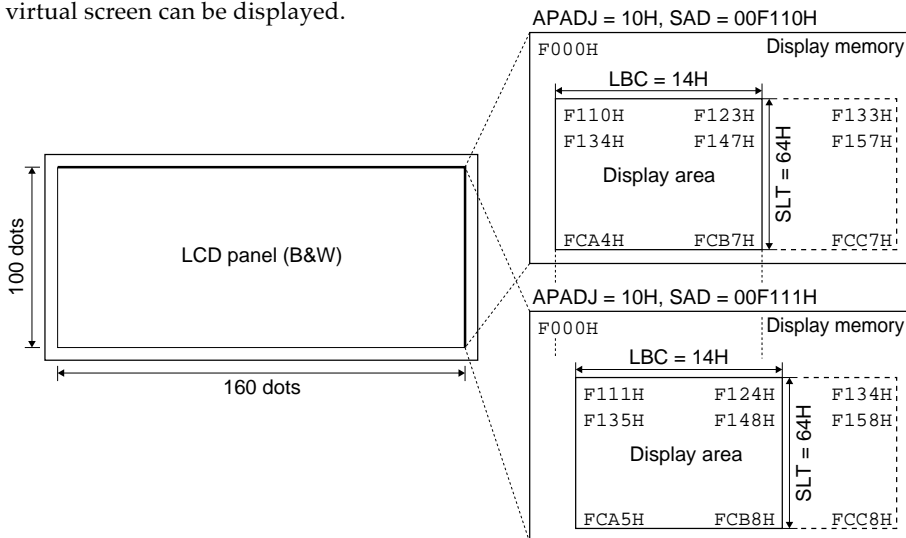 virtual screen can be displayed.
APADJ = 10H, SAD = 00F110H
F000H Display memory
LBC = 14H
F110H F123H F133H
F134H F147H F157H
Display area
SLT = 64H
FCA4H FCB7H FCC7H
LCD panel (B&W)
100 dots
160 dots
APADJ = 10H, SAD = 00F111H
F000H Display memory
LBC = 14H
F111H F124H F134H
F135H F148H F158H
Display area
SLT = 64H
FCA5H FCB8H FCC8H